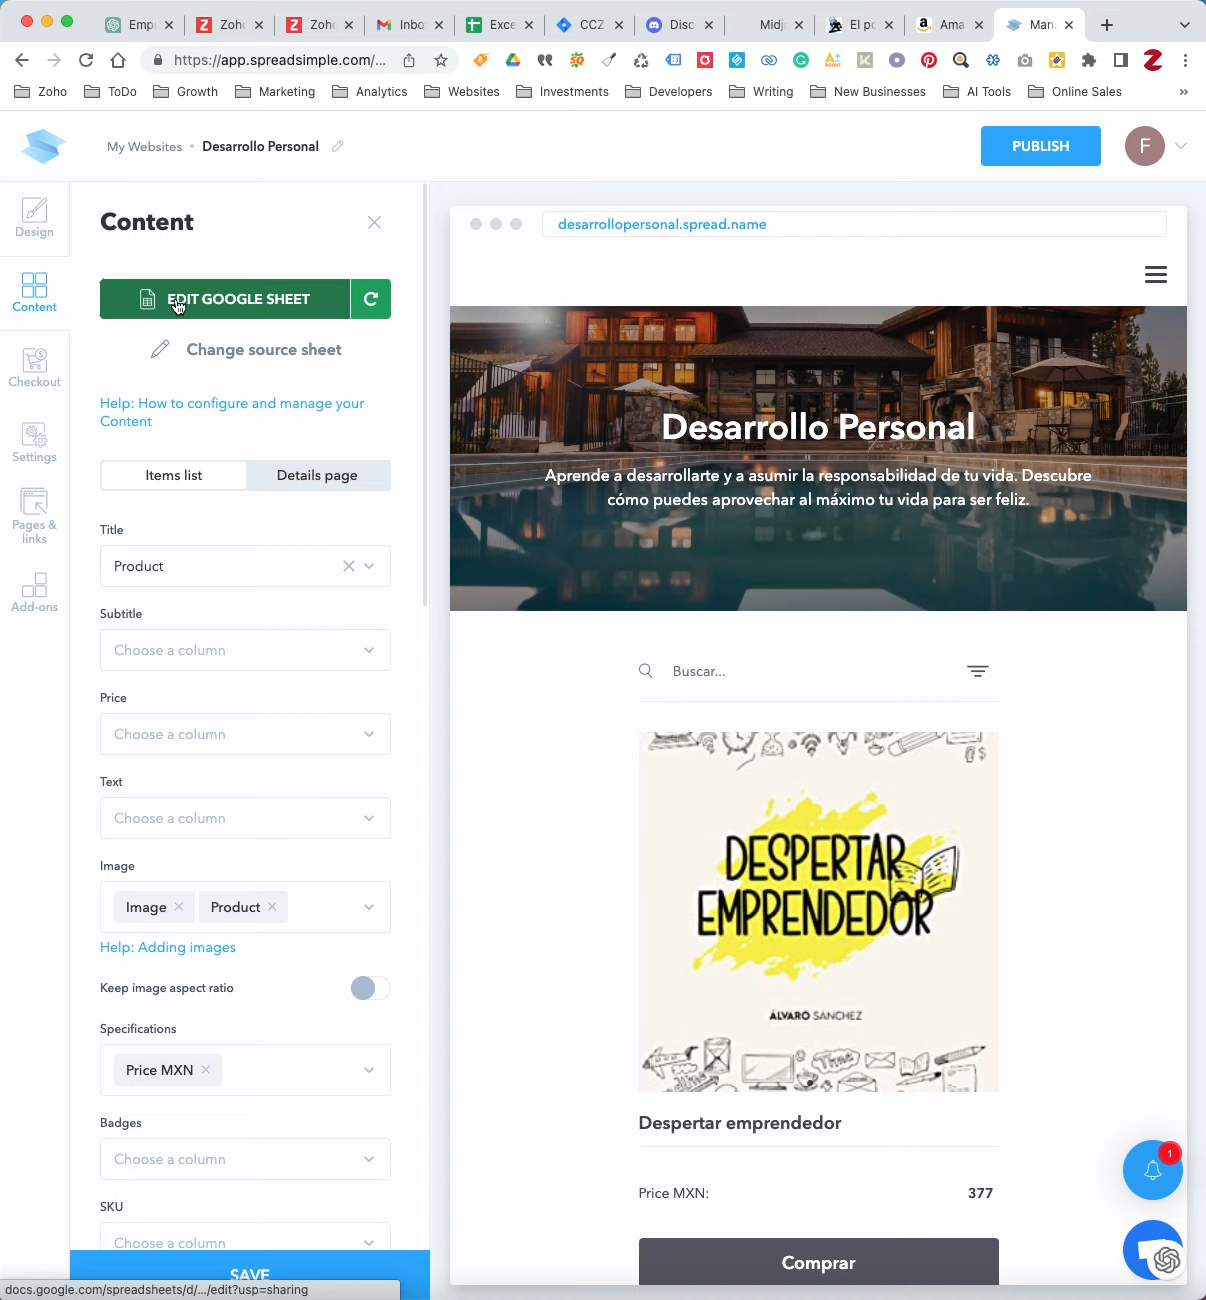 Emp
Zoho
Zoho
Inbo
Exce
CCZ
Disc
Midj
El po
Ama
Man
https://app.spreadsimple.com/...
Zoho
ToDo
Growth
Marketing
Analytics
Websites
Investments
Developers
Writing
New Businesses
AI Tools
Online Sales
»
My Websites • Desarrollo Personal
PUBLISH
F
Design
Content
Checkout
Settings
Pages &
links
Add-ons
Content
EDIT GOOGLE SHEET
Change source sheet
Help: How to configure and manage your
Content
Items list
Details page
Title
Product
Subtitle
Choose a column
Price
Choose a column
Text
Choose a column
Image
Image
Product
Help: Adding images
Keep image aspect ratio
Specifications
Price MXN
Badges
Choose a column
SKU
Choose a column
SAVE
docs.google.com/spreadsheets/d/.../edit?usp=sharing
desarrollopersonal.spread.name
Desarrollo Personal
Aprende a desarrollarte y a asumir la responsabilidad de tu vida. Descubre
cómo puedes aprovechar al máximo tu vida para ser feliz.
Buscar...
DESPERTAR
EMPRENDEDOR
ÁLVARO SÁNCHEZ
Time
Despertar emprendedor
Price MXN:
377
Comprar
1